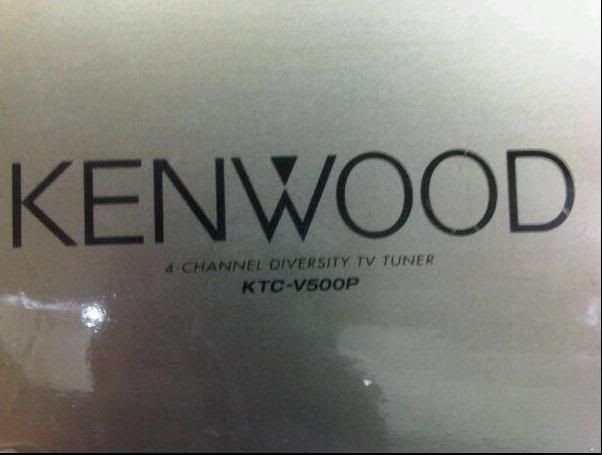 KENWOOD
4-CHANNEL DIVERSITY TV TUNER
KTC-V500P